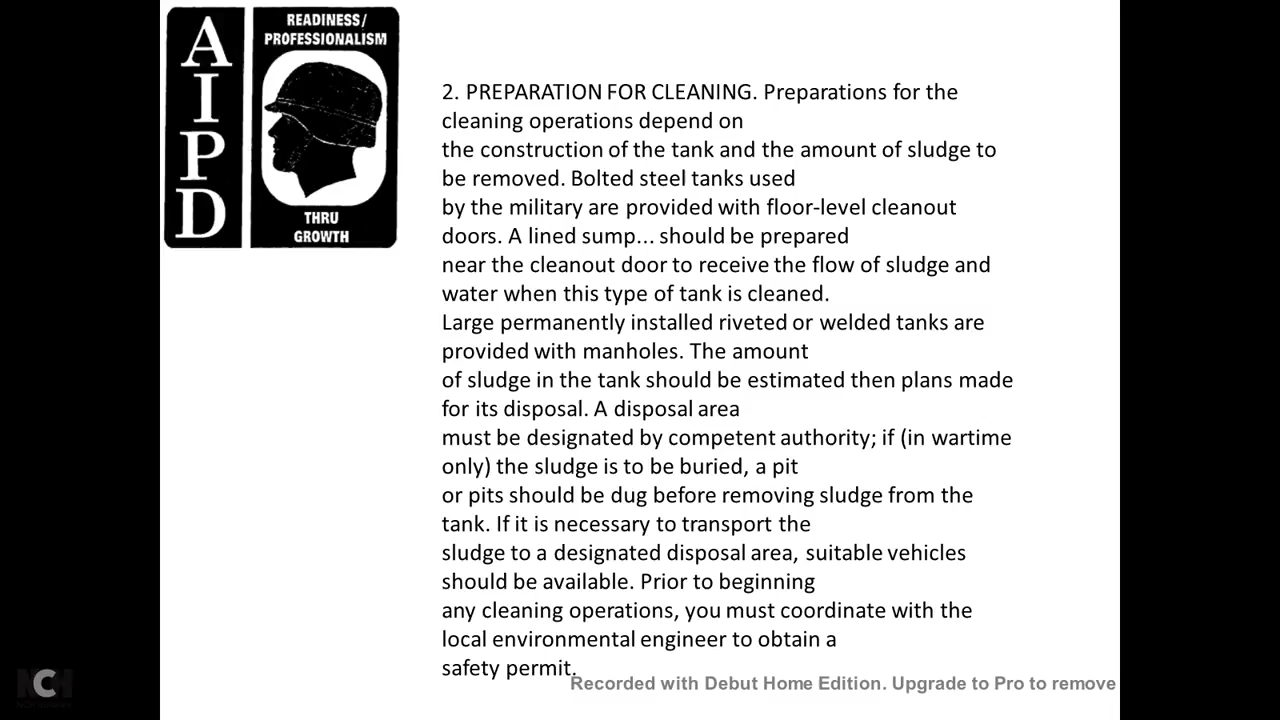 A
I
P
D
READINESS/
PROFESSIONALISM
THRU
GROWTH
2. PREPARATION FOR CLEANING. Preparations for the
cleaning operations depend on
the construction of the tank and the amount of sludge to
be removed. Bolted steel tanks used
by the military are provided with floor-level cleanout
doors. A lined sump... should be prepared
near the cleanout door to receive the flow of sludge and
water when this type of tank is cleaned.
Large permanently installed riveted or welded tanks are
provided with manholes. The amount
of sludge in the tank should be estimated then plans made
for its disposal. A disposal area
must be designated by competent authority; if (in wartime
only) the sludge is to be buried, a pit
or pits should be dug before removing sludge from the
tank. If it is necessary to transport the
sludge to a designated disposal area, suitable vehicles
should be available. Prior to beginning
any cleaning operations, you must coordinate with the
local environmental engineer to obtain a
safety permit.
Recorded with Debut Home Edition. Upgrade to Pro to remove
NCH